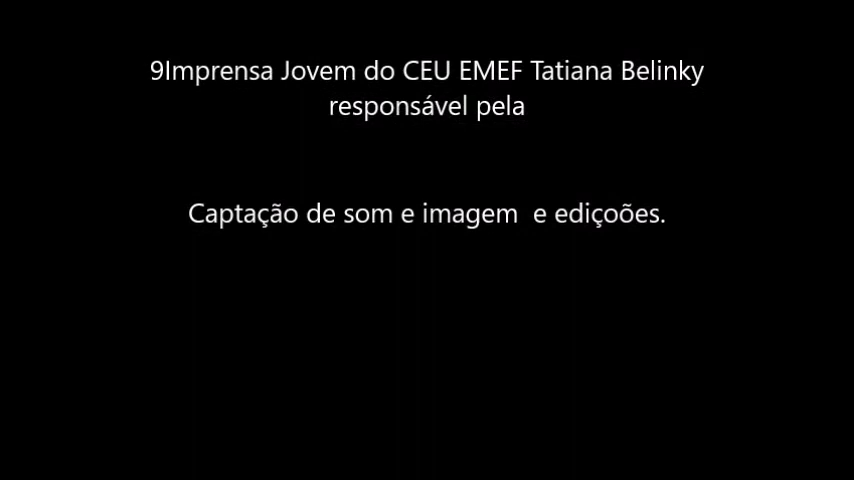 9Imprensa Jovem do CEU EMEF Tatiana Belinky
responsável pela
Captação de som e imagem  e ediçoões.